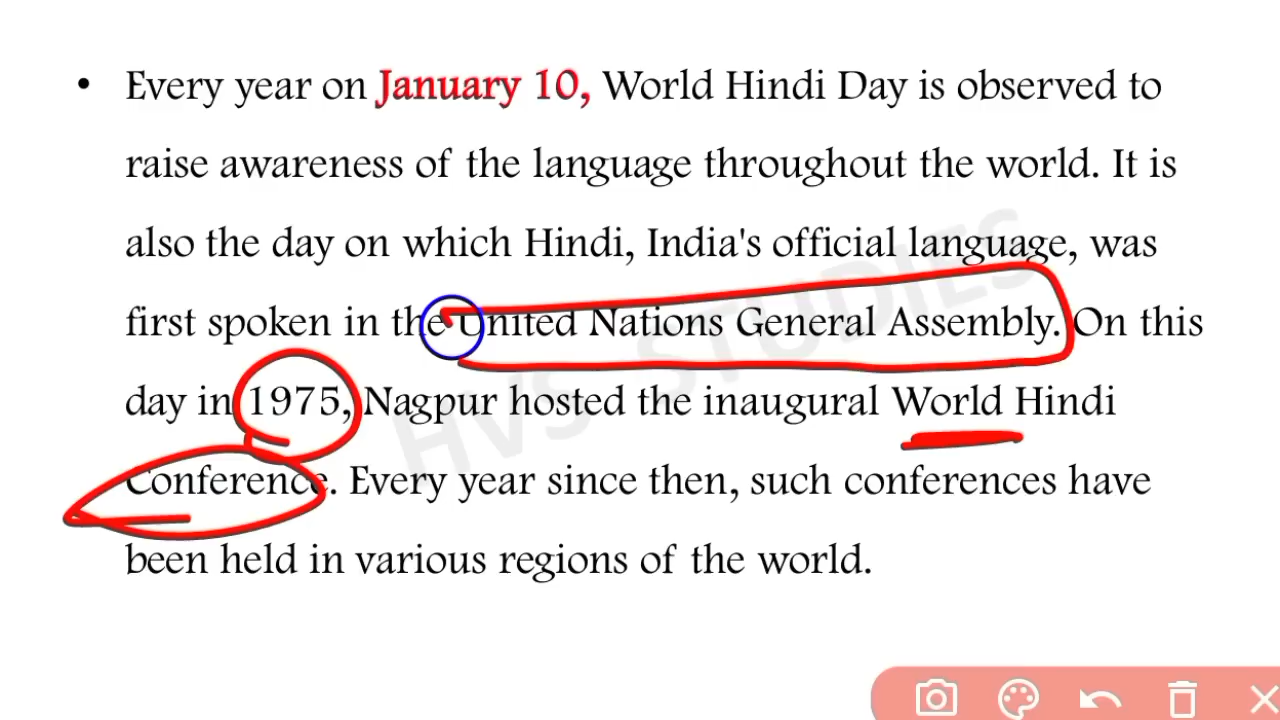 • Every year on January 10, World Hindi Day is observed to
raise awareness of the language throughout the world. It is
also the day on which Hindi, India's official language, was
first spoken in the United Nations General Assembly. On this
day in 1975, Nagpur hosted the inaugural World Hindi
Conference. Every year since then, such conferences have
been held in various regions of the world.
HVS STUDIES